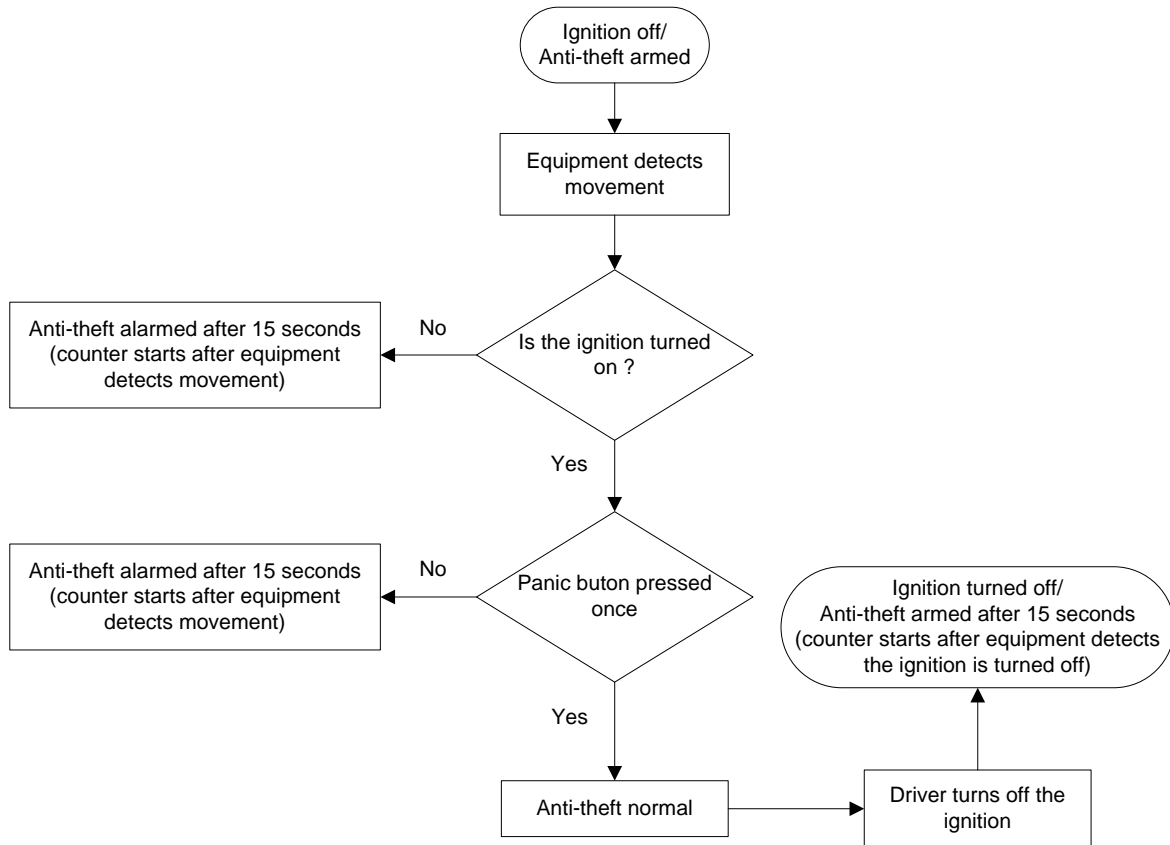 Ignition off/
Anti-theft armed
Equipment detects
movement
Is the ignition turned
on ?
No
Anti-theft alarmed after 15 seconds
(counter starts after equipment
detects movement)
Yes
Panic buton pressed
once
No
Anti-theft alarmed after 15 seconds
(counter starts after equipment
detects movement)
Yes
Anti-theft normal
Driver turns off the
ignition
Ignition turned off/
Anti-theft armed after 15 seconds
(counter starts after equipment detects
the ignition is turned off)